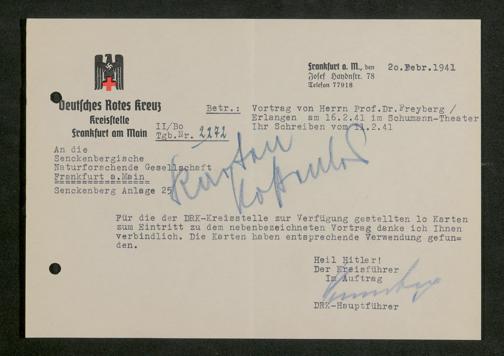 Deutsches Rotes Kreuz
Kreisstelle
Frankfurt am Main
Frankfurt a. M., den 20.Febr.1941
Josef Haydnstr. 78
Telefon 77918
II/Bo
Tgb.Nr. 2272
Betr.: Vortrag von Herrn Prof.Dr.Freyberg /
Erlangen am 16.2.41 im Schumann-Theater
Ihr Schreiben vom 11.2.41
An die
Senckenbergische
Naturforschende Gesellschaft
Frankfurt a.Main
Senckenberg Anlage 25
Karten
kostenlos
Für die der DRK-Kreisstelle zur Verfügung gestellten 10 Karten
zum Eintritt zu dem nebenbezeichneten Vortrag danke ich Ihnen
verbindlich. Die Karten haben entsprechende Verwendung gefun=
den.
Heil Hitler!
Der Kreisführer
Im Auftrag
DRK-Hauptführer